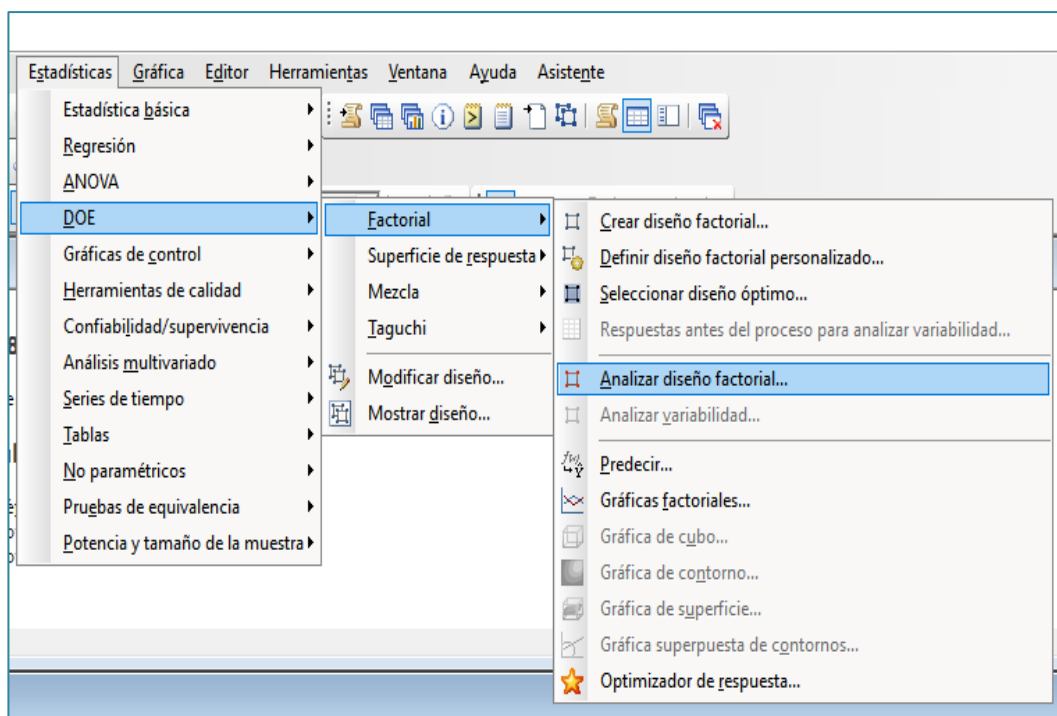 Estadísticas Gráfica Editor Herramientas Ventana Ayuda Asistente
Estadística básica
Regresión
ANOVA
DOE
Gráficas de control
Herramientas de calidad
Confiabilidad/supervivencia
Análisis multivariado
Series de tiempo
Tablas
No paramétricos
Pruebas de equivalencia
Potencia y tamaño de la muestra
Factorial
Superficie de respuesta
Mezcla
Taguchi
Modificar diseño...
Mostrar diseño...
Crear diseño factorial...
Definir diseño factorial personalizado...
Seleccionar diseño óptimo...
Respuestas antes del proceso para analizar variabilidad...
Analizar diseño factorial...
Analizar variabilidad...
Predecir...
Gráficas factoriales...
Gráfica de cubo...
Gráfica de contorno...
Gráfica de superficie...
Gráfica superpuesta de contornos...
Optimizador de respuesta...